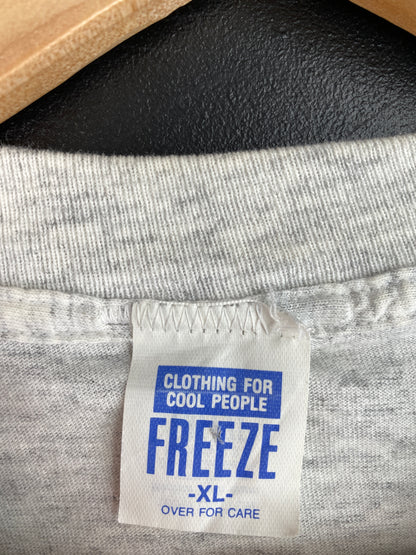 CLOTHING FOR
COOL PEOPLE
FREEZE
-XL-
OVER FOR CARE